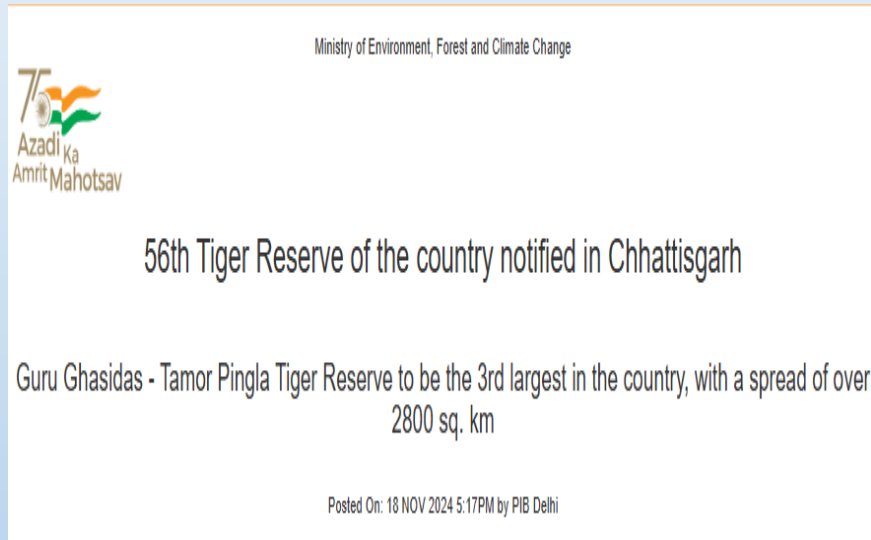 Ministry of Environment, Forest and Climate Change
75
Azadi Ka
Amrit Mahotsav
56th Tiger Reserve of the country notified in Chhattisgarh
Guru Ghasidas - Tamor Pingla Tiger Reserve to be the 3rd largest in the country, with a spread of over
2800 sq. km
Posted On: 18 NOV 2024 5:17PM by PIB Delhi